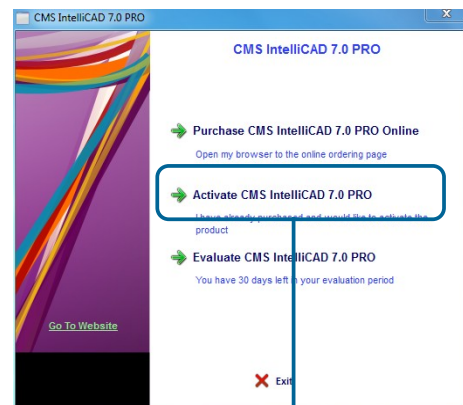 CMS IntelliCAD 7.0 PRO
X
CMS IntelliCAD 7.0 PRO
Purchase CMS IntelliCAD 7.0 PRO Online
Open my browser to the online ordering page
Activate CMS IntelliCAD 7.0 PRO
I have already purchased and would like to activate the
product
Evaluate CMS IntelliCAD 7.0 PRO
You have 30 days left in your evaluation period
Go To Website
Exit